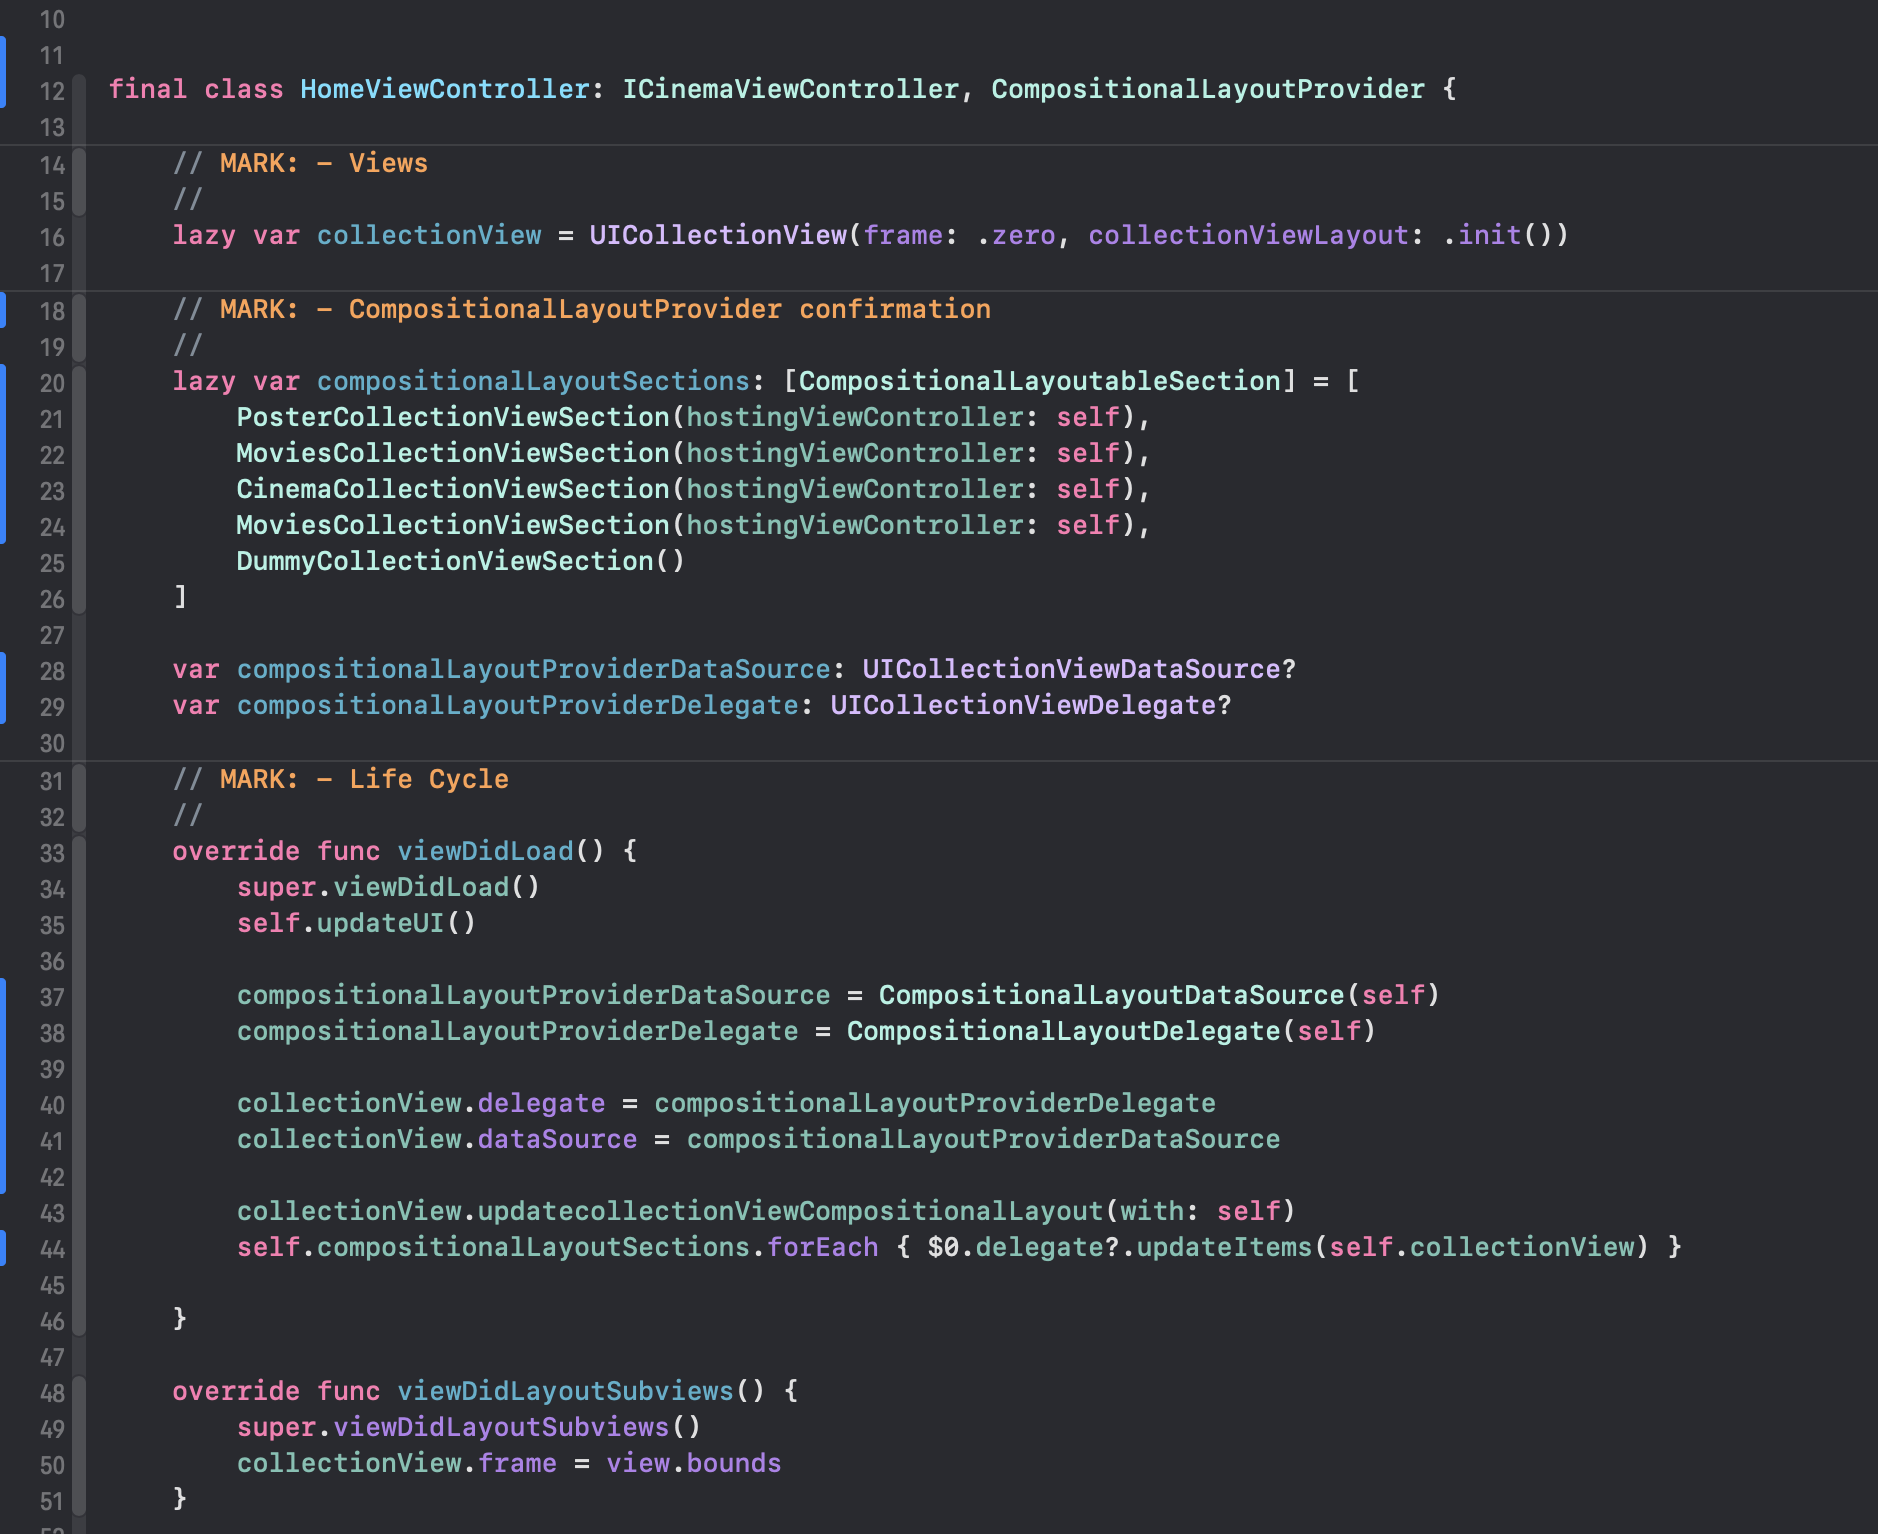 10
11
12 final class HomeViewController: ICinemaViewController, CompositionalLayoutProvider {
13
14 // MARK: – Views
15 //
16 lazy var collectionView = UICollectionView(frame: .zero, collectionViewLayout: .init())
17
18 // MARK: – CompositionalLayoutProvider confirmation
19 //
20 lazy var compositionalLayoutSections: [CompositionalLayoutableSection] = [
21 PosterCollectionViewSection(hostingViewController: self),
22 MoviesCollectionViewSection(hostingViewController: self),
23 CinemaCollectionViewSection(hostingViewController: self),
24 MoviesCollectionViewSection(hostingViewController: self),
25 DummyCollectionViewSection()
26 ]
27
28 var compositionalLayoutProviderDataSource: UICollectionViewDataSource?
29 var compositionalLayoutProviderDelegate: UICollectionViewDelegate?
30
31 // MARK: – Life Cycle
32 //
33 override func viewDidLoad() {
34 super.viewDidLoad()
35 self.updateUI()
36
37 compositionalLayoutProviderDataSource = CompositionalLayoutDataSource(self)
38 compositionalLayoutProviderDelegate = CompositionalLayoutDelegate(self)
39
40 collectionView.delegate = compositionalLayoutProviderDelegate
41 collectionView.dataSource = compositionalLayoutProviderDataSource
42
43 collectionView.updatecollectionViewCompositionalLayout(with: self)
44 self.compositionalLayoutSections.forEach { $0.delegate?.updateItems(self.collectionView) }
45
46 }
47
48 override func viewDidLayoutSubviews() {
49 super.viewDidLayoutSubviews()
50 collectionView.frame = view.bounds
51 }